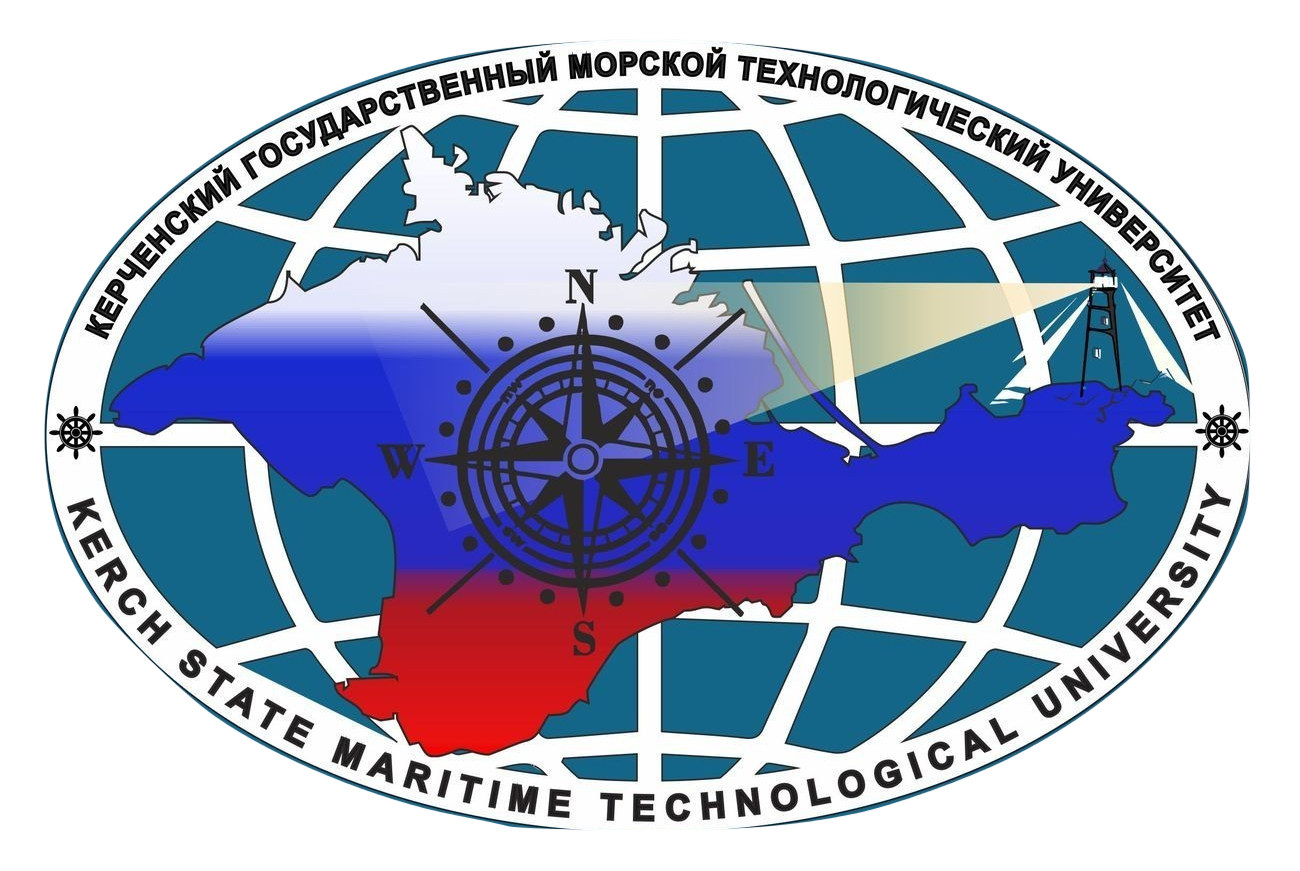 КЕРЧЕНСКИЙ ГОСУДАРСТВЕННЫЙ МОРСКОЙ ТЕХНОЛОГИЧЕСКИЙ УНИВЕРСИТЕТ
N
W
E
S
KERCH STATE MARITIME TECHNOLOGICAL UNIVERSITY